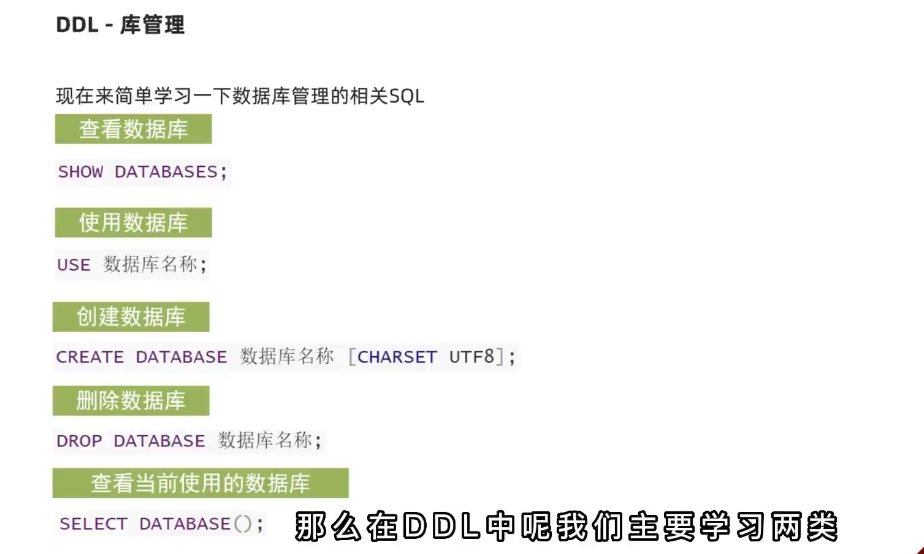 DDL - 库管理
现在来简单学习一下数据库管理的相关SQL
查看数据库
SHOW DATABASES;
使用数据库
USE 数据库名称;
创建数据库
CREATE DATABASE 数据库名称 [CHARSET UTF8];
删除数据库
DROP DATABASE 数据库名称;
查看当前使用的数据库
SELECT DATABASE();
那么在DDL中呢我们主要学习两类